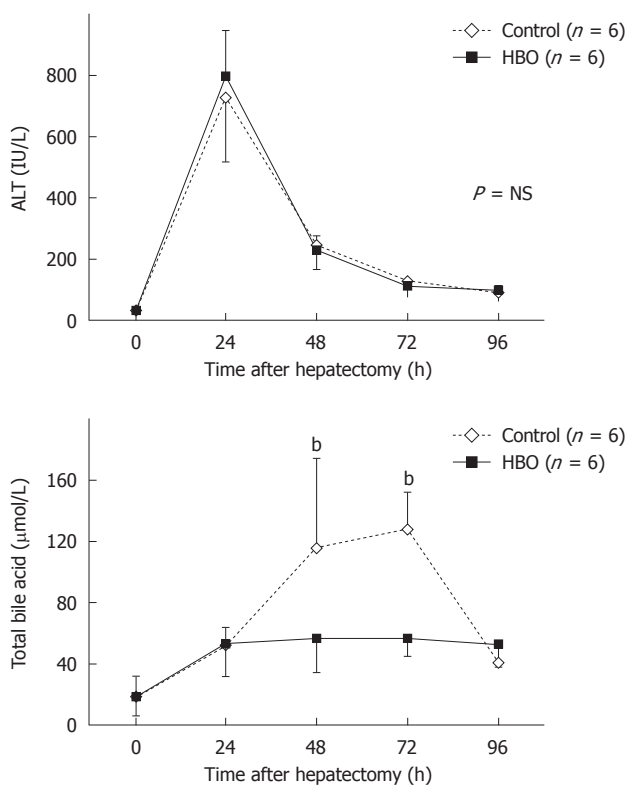 Control (n = 6)
HBO (n = 6)
800
600
400
200
0
ALT (IU/L)
P = NS
0 24 48 72 96
Time after hepatectomy (h)
Control (n = 6)
HBO (n = 6)
160
120
80
40
0
Total bile acid (μmol/L)
b
b
0 24 48 72 96
Time after hepatectomy (h)